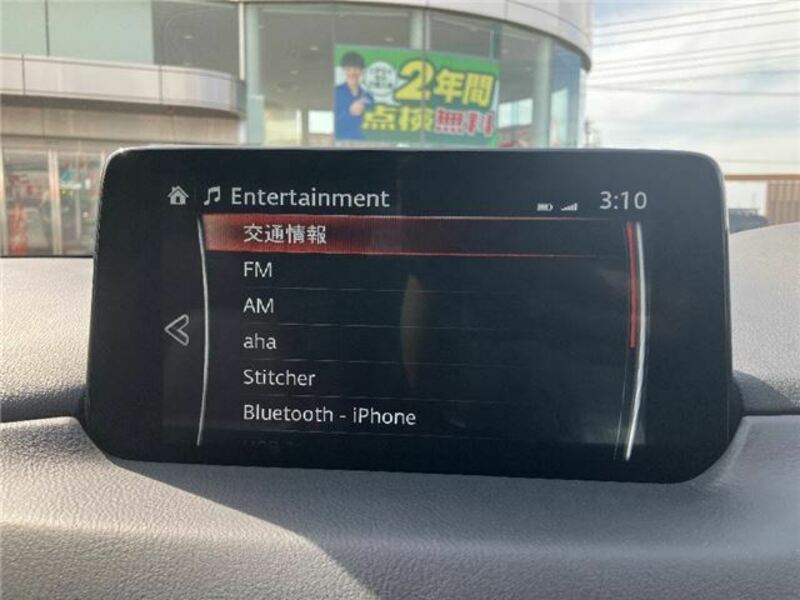 2年間
点検無料
Entertainment
3:10
交通情報
FM
AM
aha
Stitcher
Bluetooth - iPhone